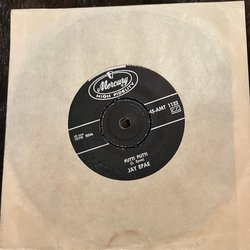 Mercury
HIGH FIDELITY
45-AMT 1132
PUTTI PUTTI
JAY EPAE